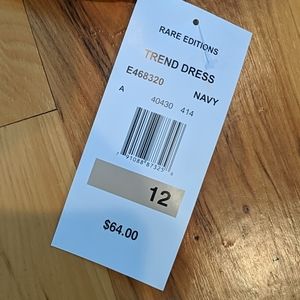 RARE EDITIONS
TREND DRESS
E468320
NAVY
A
40430 414
12
$64.00